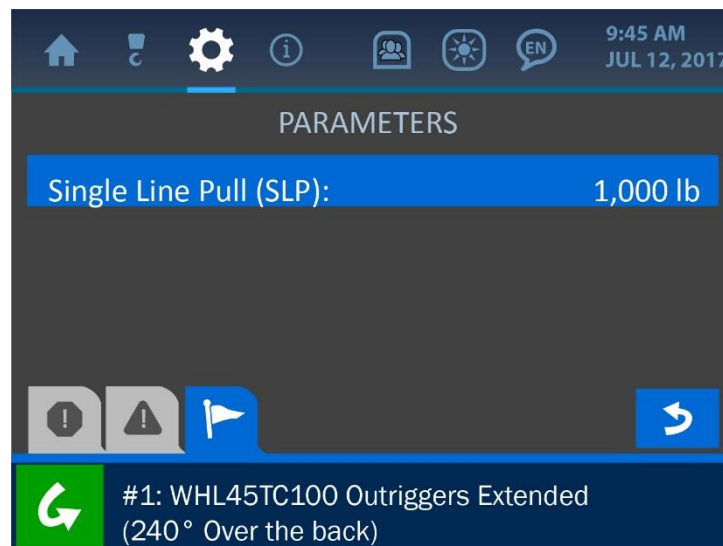 9:45 AM
EN
JUL 12, 2017
PARAMETERS
Single Line Pull (SLP): 1,000 lb
#1: WHL45TC100 Outriggers Extended
(240° Over the back)